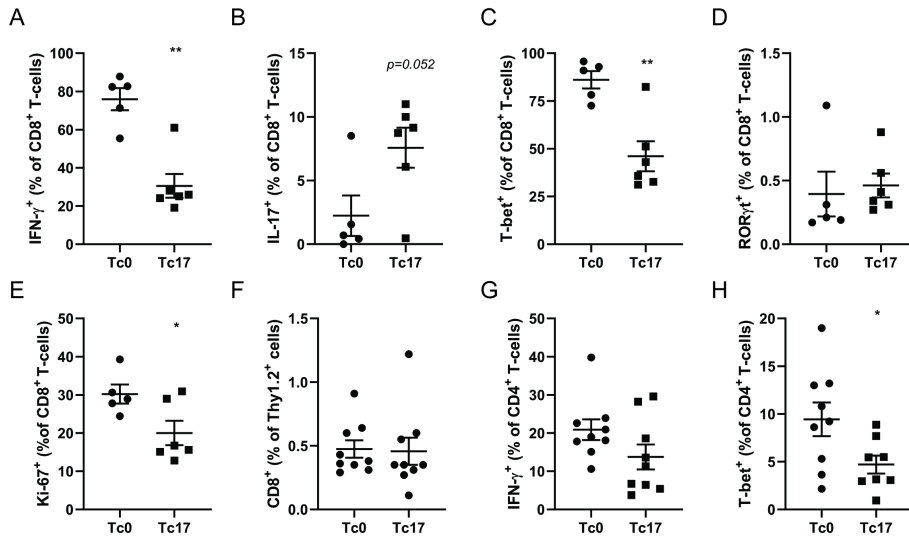 A
IFN-γ⁺ (% of CD8⁺ T-cells)
100
80
60
40
20
0
Tc0
Tc17
**
B
IL-17⁺ (% of CD8⁺ T-cells)
15
10
5
0
Tc0
Tc17
p=0.052
C
T-bet⁺ (%of CD8⁺ T-cells)
100
75
50
25
0
Tc0
Tc17
**
D
RORγt⁺ (% of CD8⁺ T-cells)
1.5
1.0
0.5
0.0
Tc0
Tc17
E
Ki-67⁺ (%of CD8⁺ T-cells)
50
40
30
20
10
0
Tc0
Tc17
*
F
CD8⁺ (% of Thy1.2⁺ cells)
1.5
1.0
0.5
0.0
Tc0
Tc17
G
IFN-γ⁺ (% of CD4⁺ T-cells)
50
40
30
20
10
0
Tc0
Tc17
H
T-bet⁺ (% of CD4⁺ T-cells)
20
15
10
5
0
Tc0
Tc17
*